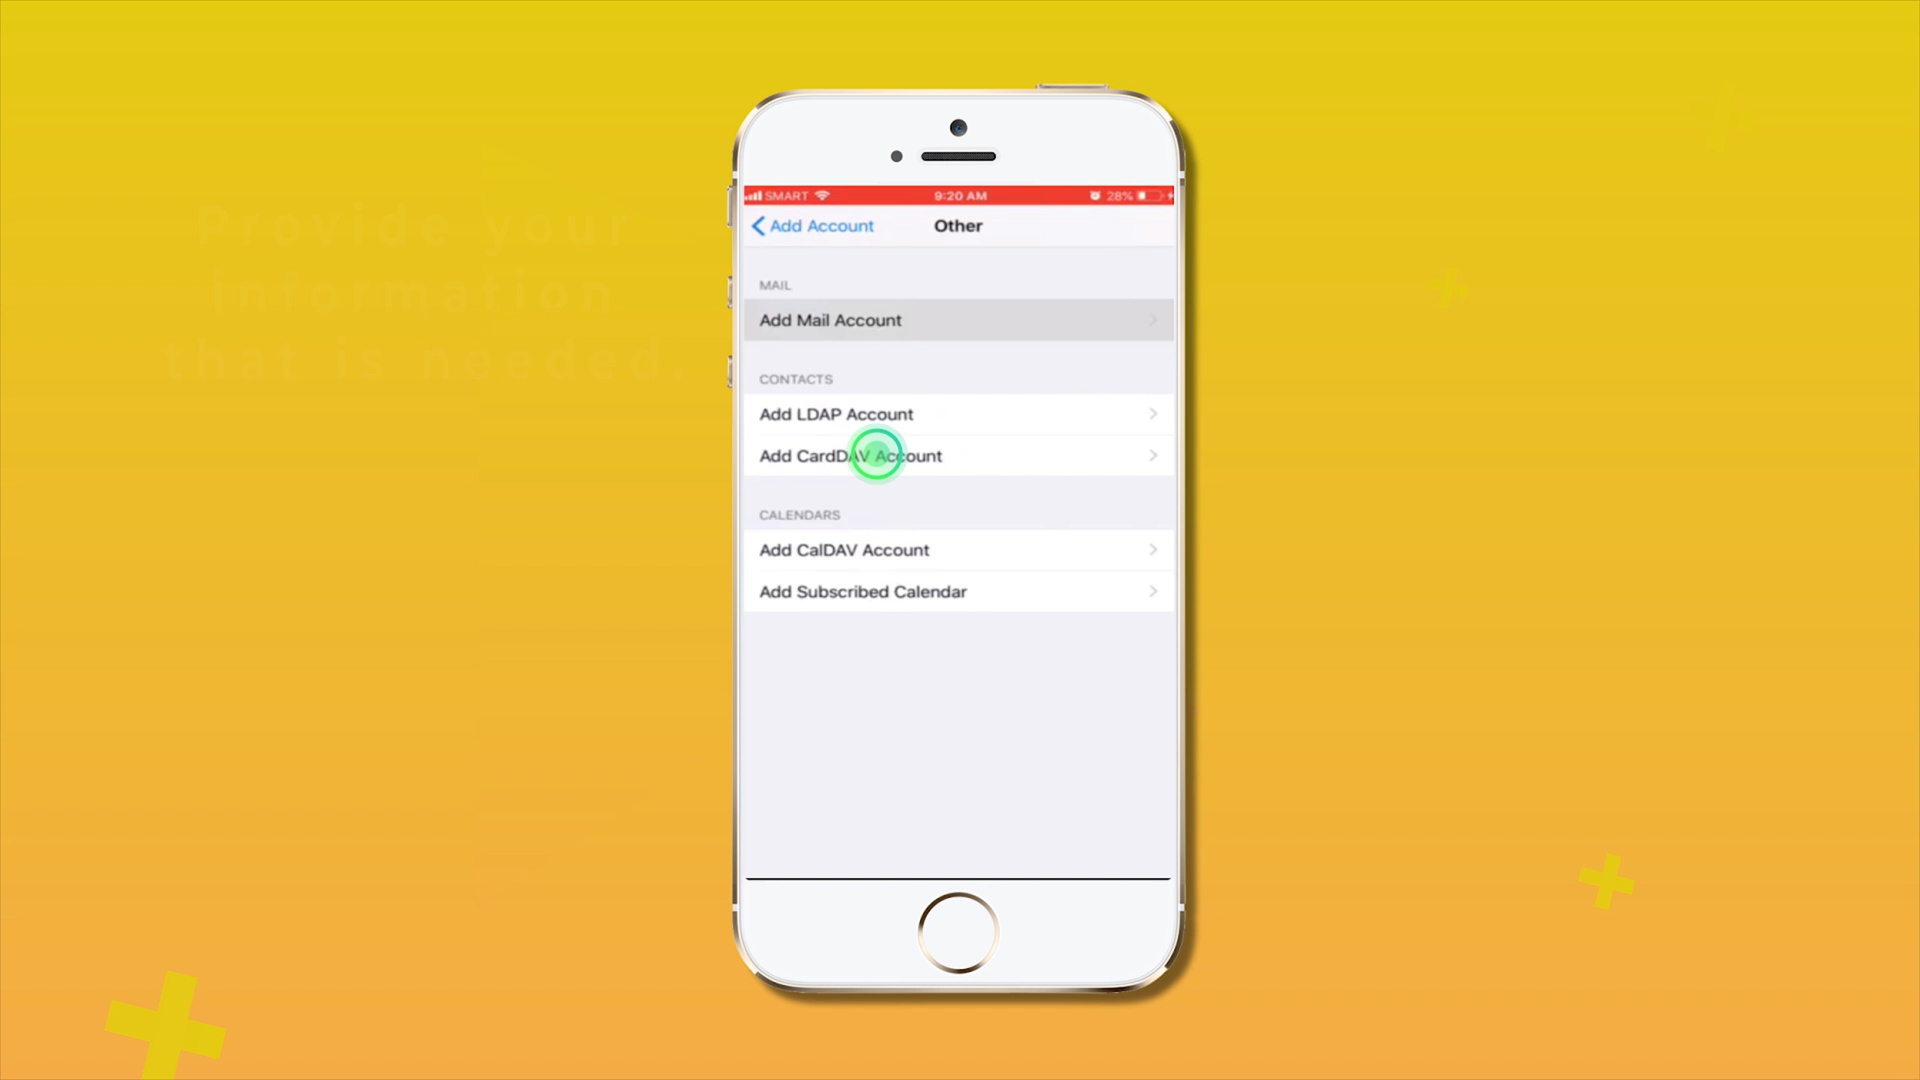 Provide your
information
that is needed.
SMART
9:20 AM
28%
Add Account
Other
MAIL
Add Mail Account
CONTACTS
Add LDAP Account
Add CardDAV Account
CALENDARS
Add CalDAV Account
Add Subscribed Calendar